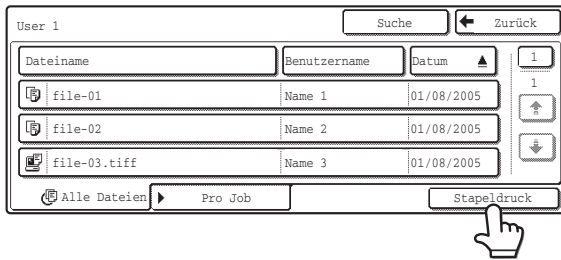 User 1 Suche Zurück
Dateiname Benutzername Datum 1
file-01 Name 1 01/08/2005 1
file-02 Name 2 01/08/2005
file-03.tiff Name 3 01/08/2005
Alle Dateien Pro Job Stapeldruck